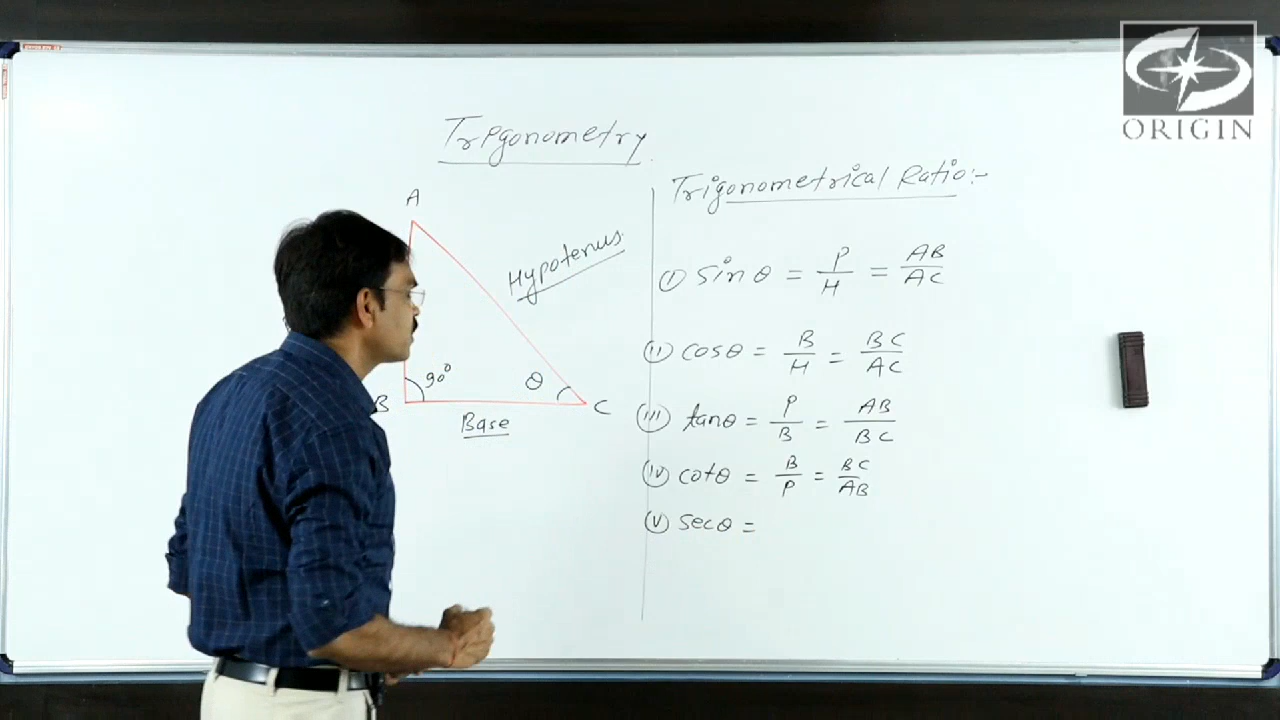 ORIGIN
Trigonometry
Trigonometrical Ratio:-
A
Hypotenus
90°
θ
B
C
Base
(i) sin θ = P/H = AB/AC
(ii) cosθ = B/H = BC/AC
(iii) tanθ = P/B = AB/BC
(iv) cotθ = B/P = BC/AB
(v) secθ =